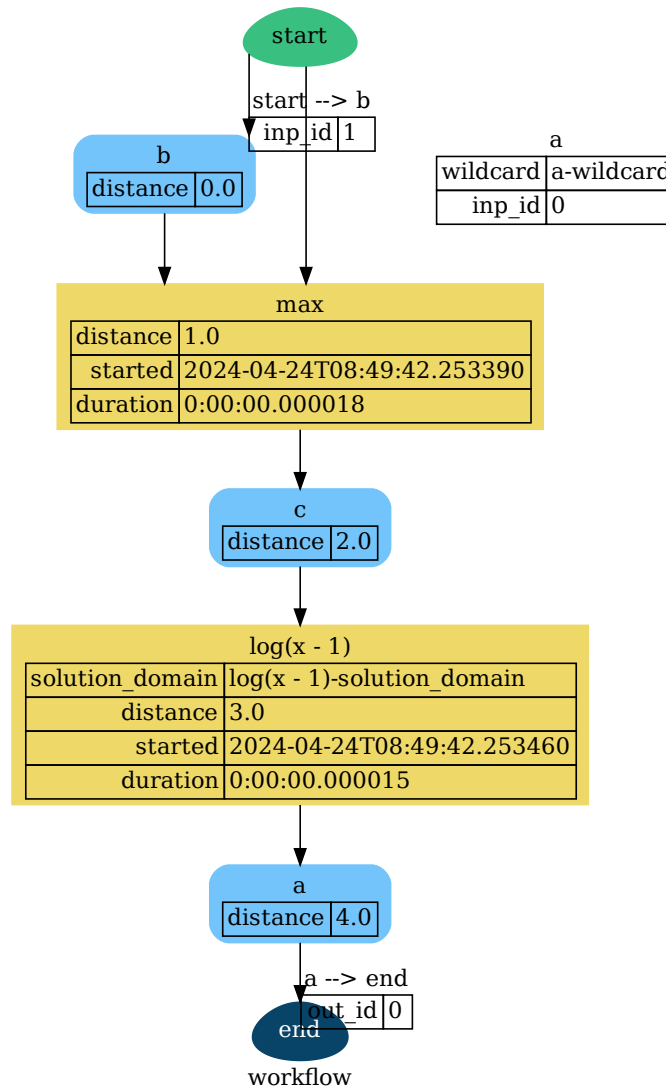 start
start --> b
inp_id 1
b
distance 0.0
a
wildcard a-wildcard
inp_id 0
max
distance 1.0
started 2024-04-24T08:49:42.253390
duration 0:00:00.000018
c
distance 2.0
log(x - 1)
solution_domain log(x - 1)-solution_domain
distance 3.0
started 2024-04-24T08:49:42.253460
duration 0:00:00.000015
a
distance 4.0
a --> end
out_id 0
end
workflow